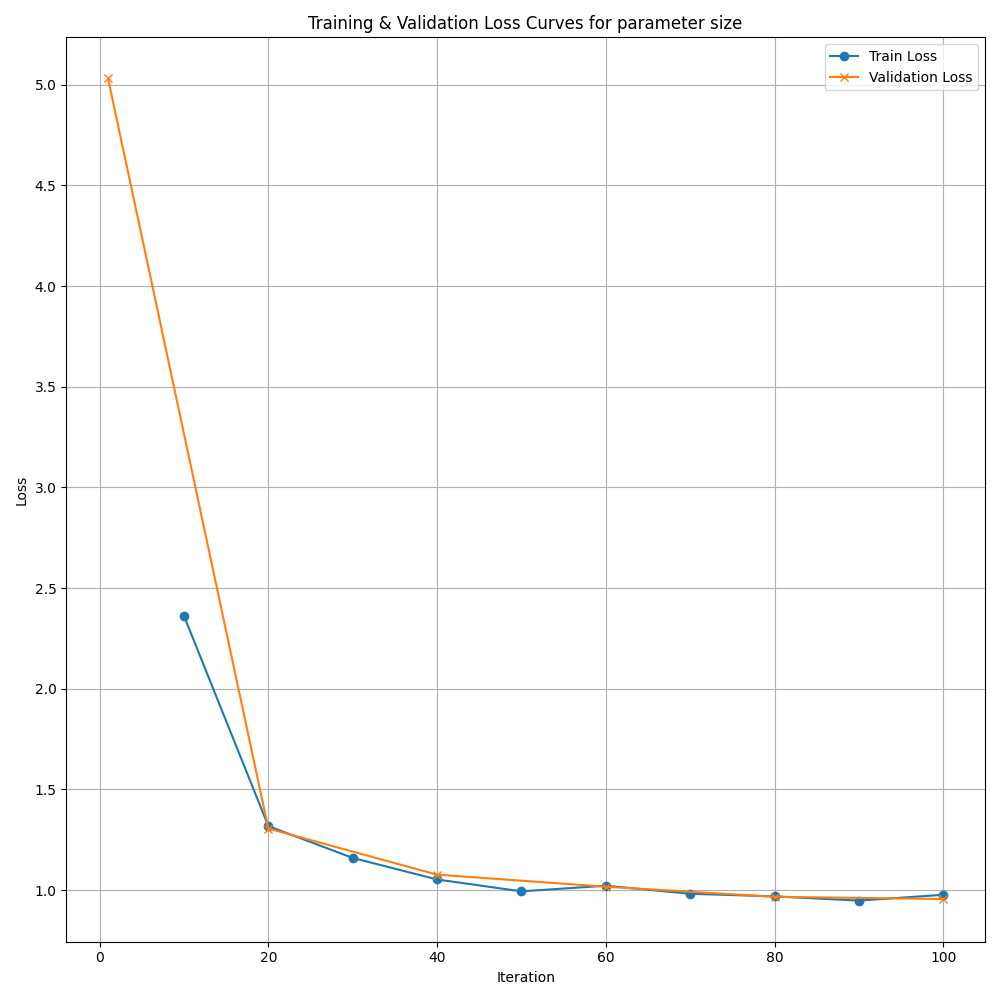 Training & Validation Loss Curves for parameter size
Train Loss
Validation Loss
5.0
4.5
4.0
3.5
3.0
2.5
2.0
1.5
1.0
Loss
0 20 40 60 80 100
Iteration